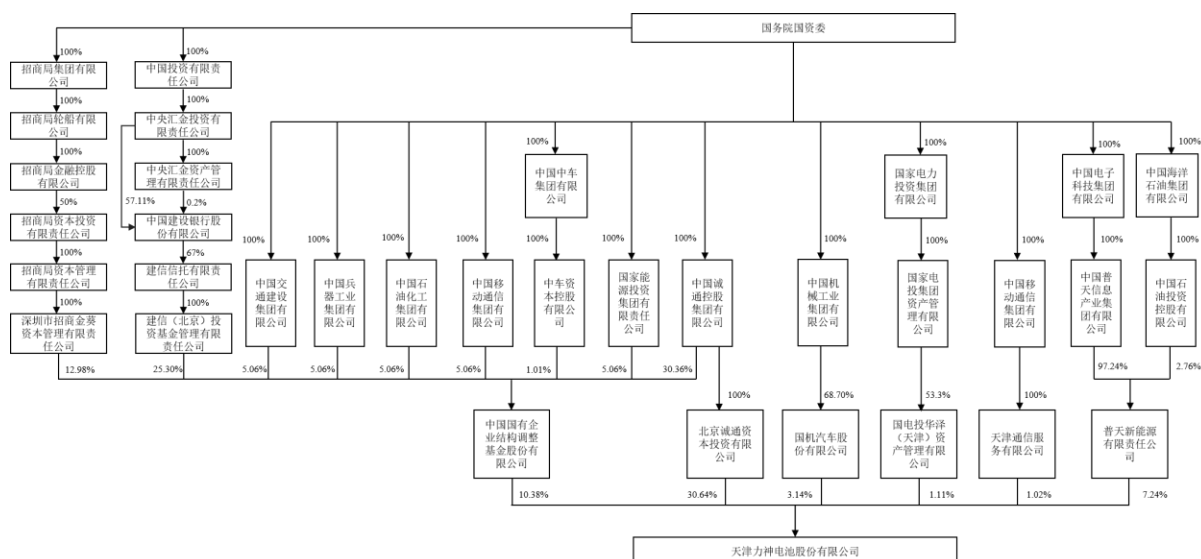 国务院国资委
100%
100%
招商局集团有限
公司
中国投资有限责
任公司
100%
100%
招商局轮船有限
公司
中央汇金投资有
限责任公司
100%
100%
招商局金融控股
有限公司
中央汇金资产管
理有限责任公司
50%
57.11%
0.2%
招商局资本投资
有限责任公司
中国建设银行股
份有限公司
100%
67%
招商局资本管理
有限责任公司
建信信托有限责
任公司
100%
100%
深圳市招商金葵
资本管理有限责
任公司
建信（北京）投
资基金管理有限
责任公司
100%
100%
100%
100%
中国中车
集团有限公
司
国家电力
投资集团有
限公司
中国电子
科技集团有
限公司
中国海洋
石油集团有
限公司
100%
100%
100%
100%
100%
100%
100%
100%
100%
100%
100%
100%
中国交
通建设
集团有
限公司
中国兵
器工业
集团有
限公司
中国石
油化工
集团有
限公司
中国移
动通信
集团有
限公司
中车资
本控股
有限公
司
国家能
源投资
集团有
限责任
公司
中国诚
通控股
集团有
限公司
中国机
械工业
集团有
限公司
国家电
投集团
资产管
理有限
公司
中国移
动通信
集团有
限公司
中国普
天信息
产业集
团有限
公司
中国石
油投资
控股有
限公司
12.98%
25.30%
5.06%
5.06%
5.06%
5.06%
1.01%
5.06%
30.36%
97.24%
2.76%
100%
68.70%
53.3%
100%
中国国有企
业结构调整
基金股份有
限公司
北京诚通资
本投资有限
公司
国机汽车股
份有限公司
国电投华泽
（天津）资
产管理有限
公司
天津通信服
务有限公司
普天新能源
有限责任公
司
10.38%
30.64%
3.14%
1.11%
1.02%
7.24%
天津力神电池股份有限公司